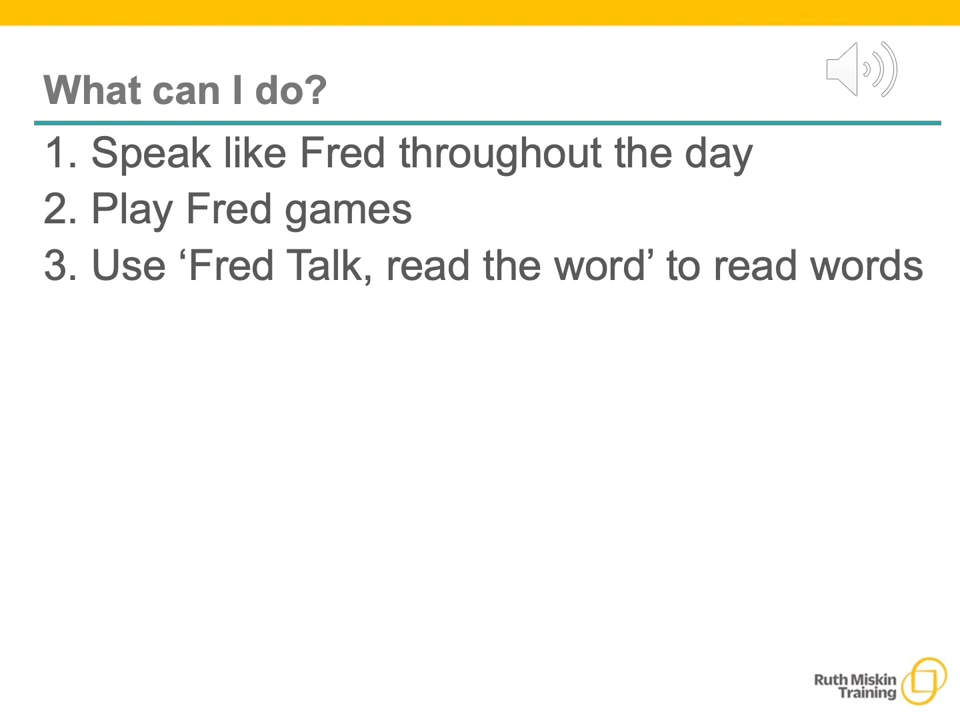 What can I do?
1. Speak like Fred throughout the day
2. Play Fred games
3. Use ‘Fred Talk, read the word’ to read words
Ruth Miskin
Training